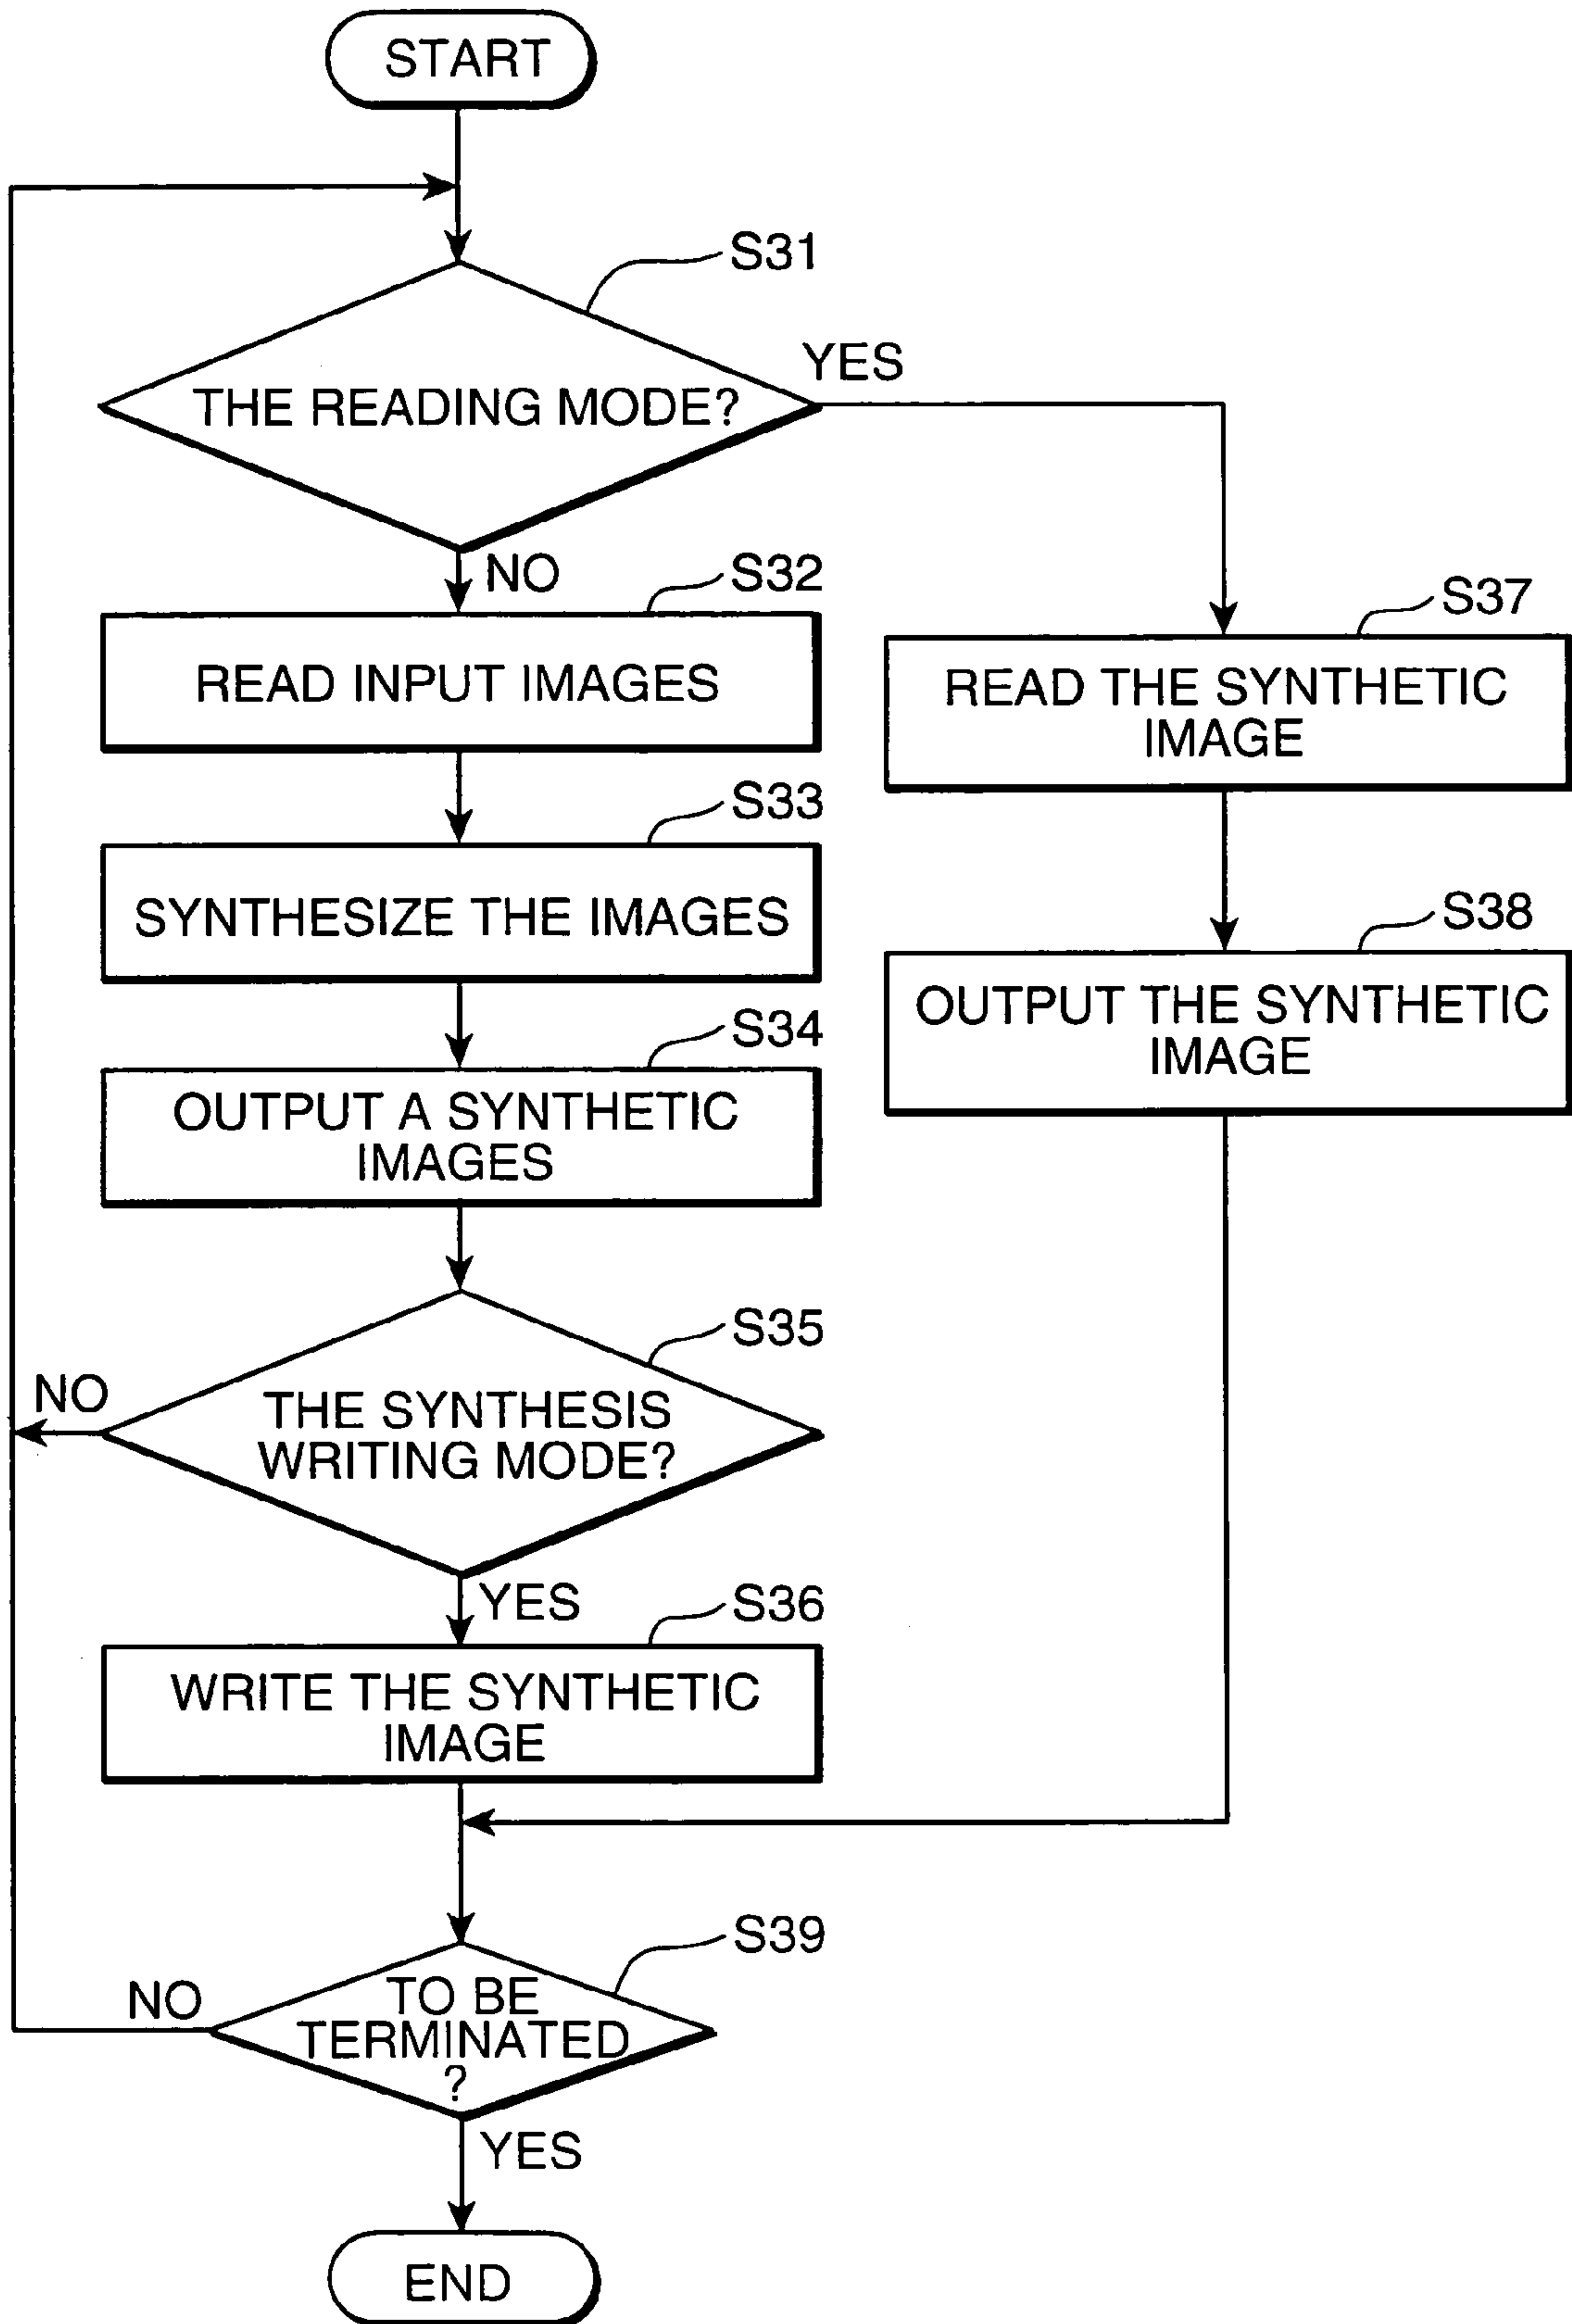 START
S31
YES
THE READING MODE?
NO
S32
READ INPUT IMAGES
S37
READ THE SYNTHETIC
IMAGE
S33
SYNTHESIZE THE IMAGES
S38
OUTPUT THE SYNTHETIC
IMAGE
S34
OUTPUT A SYNTHETIC
IMAGES
S35
NO
THE SYNTHESIS
WRITING MODE?
YES
S36
WRITE THE SYNTHETIC
IMAGE
S39
NO
TO BE
TERMINATED
?
YES
END